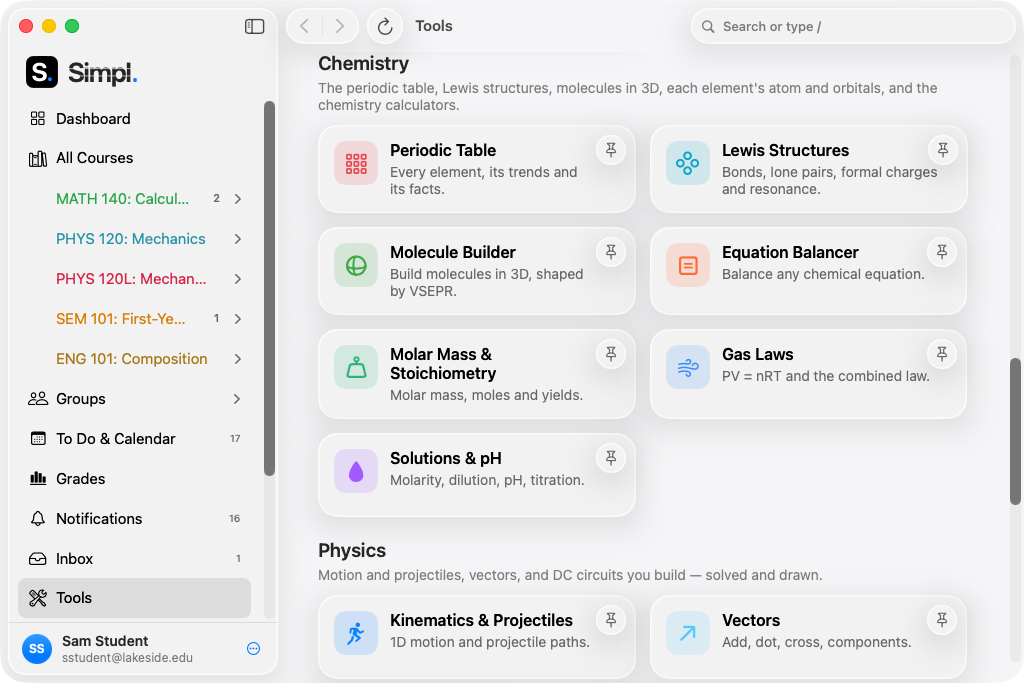 Tools
Search or type /
S.
Simpl.
Dashboard
All Courses
MATH 140: Calcul... 2
PHYS 120: Mechanics
PHYS 120L: Mechan...
SEM 101: First-Ye... 1
ENG 101: Composition
Groups
To Do & Calendar 17
Grades
Notifications 16
Inbox 1
Tools
SS
Sam Student
sstudent@lakeside.edu
Chemistry
The periodic table, Lewis structures, molecules in 3D, each element's atom and orbitals, and the
chemistry calculators.
Periodic Table
Every element, its trends and
its facts.
Lewis Structures
Bonds, lone pairs, formal charges
and resonance.
Molecule Builder
Build molecules in 3D, shaped
by VSEPR.
Equation Balancer
Balance any chemical equation.
Molar Mass &
Stoichiometry
Molar mass, moles and yields.
Gas Laws
PV = nRT and the combined law.
Solutions & pH
Molarity, dilution, pH, titration.
Physics
Motion and projectiles, vectors, and DC circuits you build — solved and drawn.
Kinematics & Projectiles
1D motion and projectile paths.
Vectors
Add, dot, cross, components.